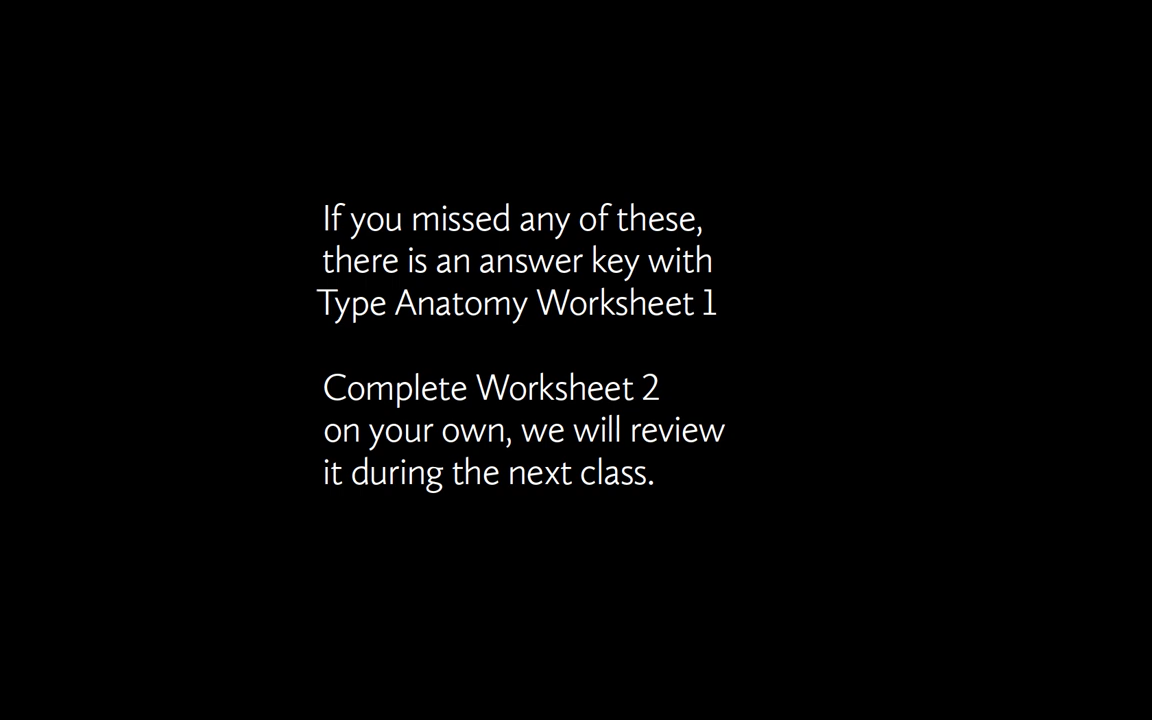 If you missed any of these,
there is an answer key with
Type Anatomy Worksheet 1
Complete Worksheet 2
on your own, we will review
it during the next class.